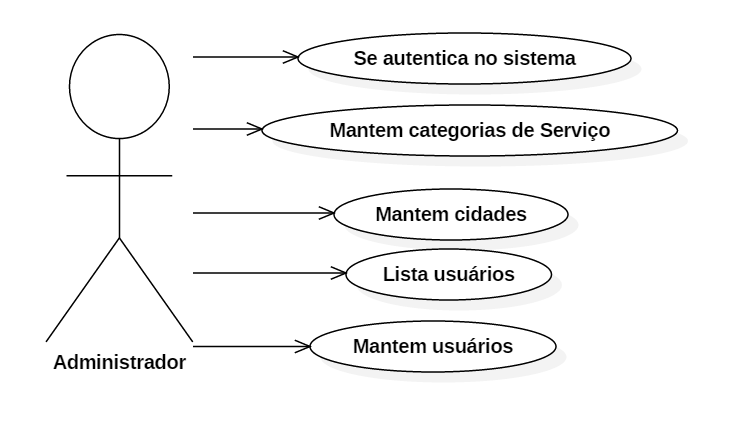 Se autentica no sistema
Mantem categorias de Serviço
Mantem cidades
Lista usuários
Mantem usuários
Administrador